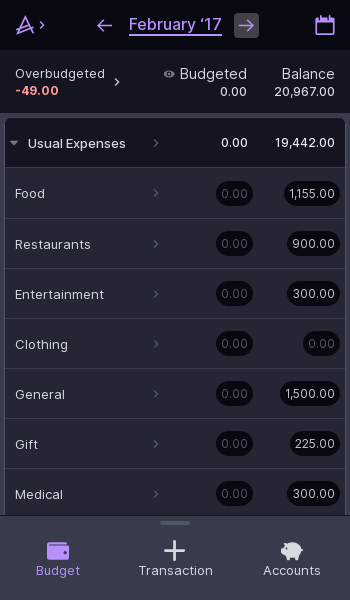 February ‘17
Overbudgeted
-49.00
Budgeted
0.00
Balance
20,967.00
Usual Expenses 0.00 19,442.00
Food 0.00 1,155.00
Restaurants 0.00 900.00
Entertainment 0.00 300.00
Clothing 0.00 0.00
General 0.00 1,500.00
Gift 0.00 225.00
Medical 0.00 300.00
Budget Transaction Accounts